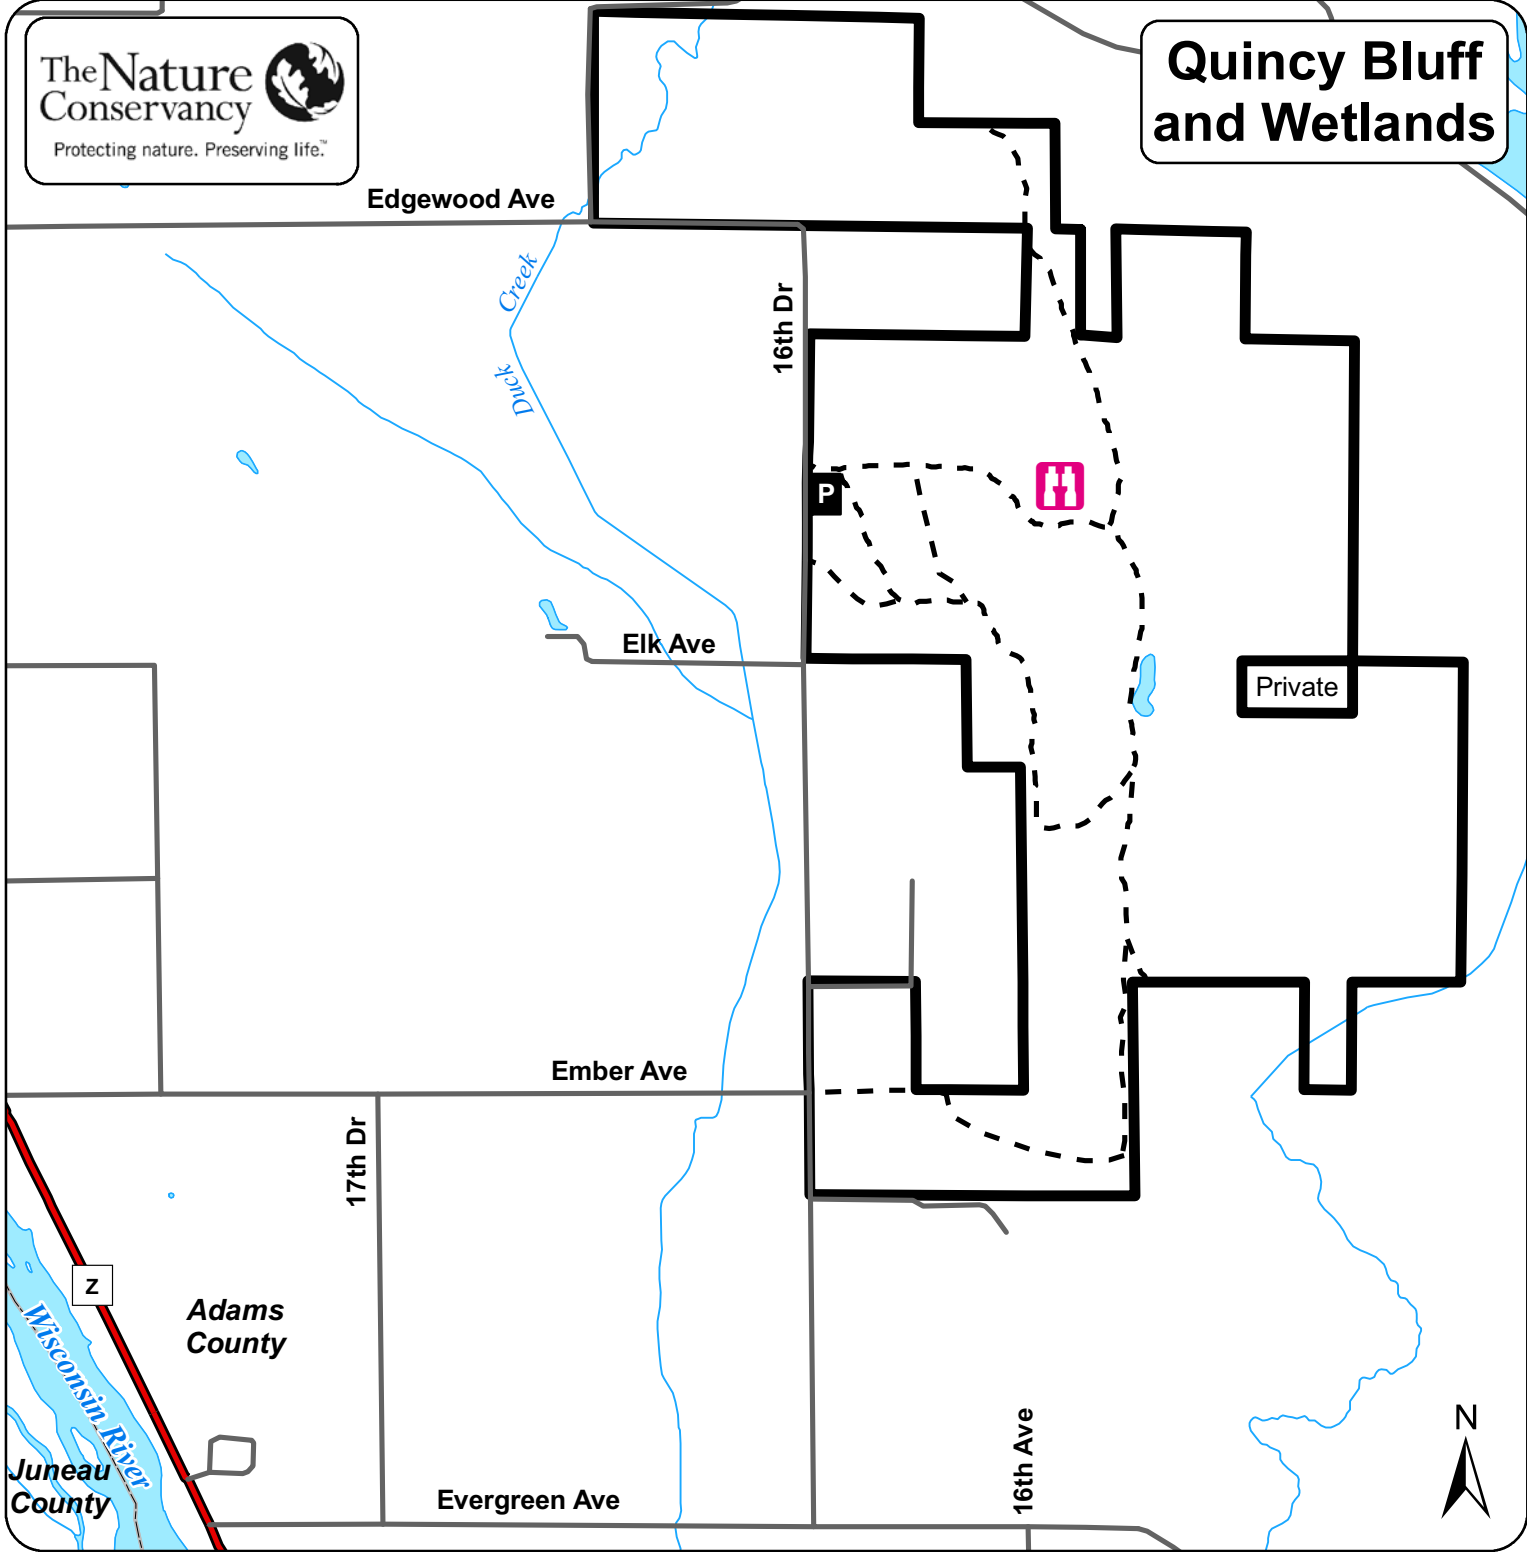 The Nature
Conservancy
Protecting nature. Preserving life.™
Quincy Bluff
and Wetlands
Edgewood Ave
Creek
Duck
16th Dr
P
Elk Ave
Private
Ember Ave
17th Dr
Z
Adams
County
Wisconsin River
Juneau
County
Evergreen Ave
16th Ave
N